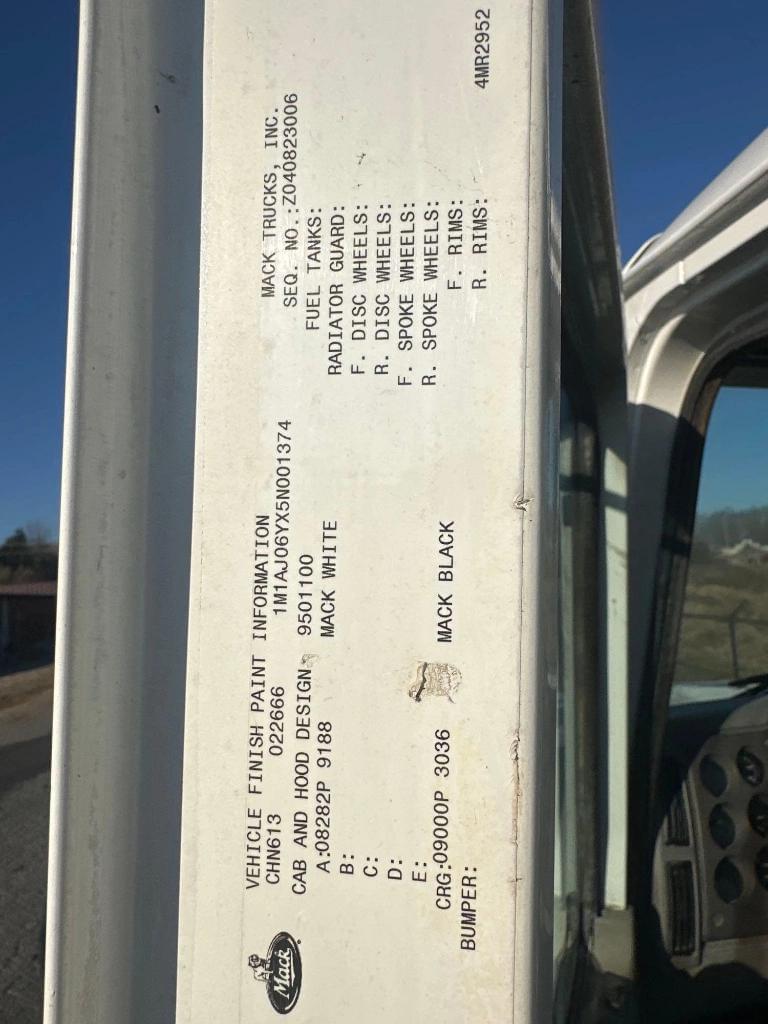 Mack
VEHICLE FINISH PAINT INFORMATION
CHN613 022666 1M1AJ06YX5N001374
CAB AND HOOD DESIGN 9501100
A:08282P 9188 MACK WHITE
B:
C:
D:
E:
CRG:09000P 3036 MACK BLACK
BUMPER:
MACK TRUCKS, INC.
SEQ. NO.:Z040823006
FUEL TANKS:
RADIATOR GUARD:
F. DISC WHEELS:
R. DISC WHEELS:
F. SPOKE WHEELS:
R. SPOKE WHEELS:
F. RIMS:
R. RIMS:
4MR2952